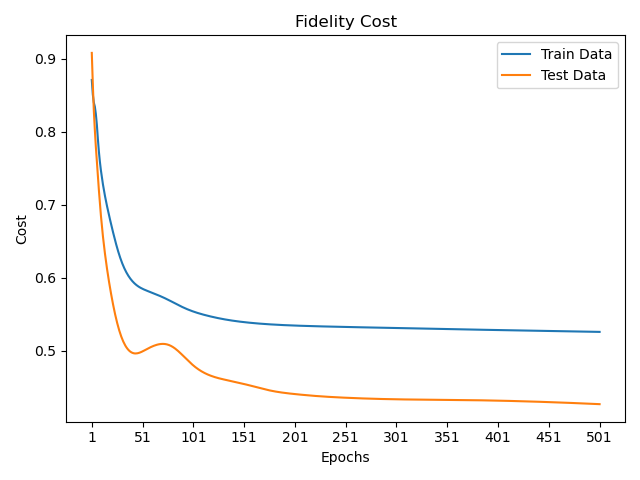 Fidelity Cost
Train Data
Test Data
Cost
0.9
0.8
0.7
0.6
0.5
1 51 101 151 201 251 301 351 401 451 501
Epochs